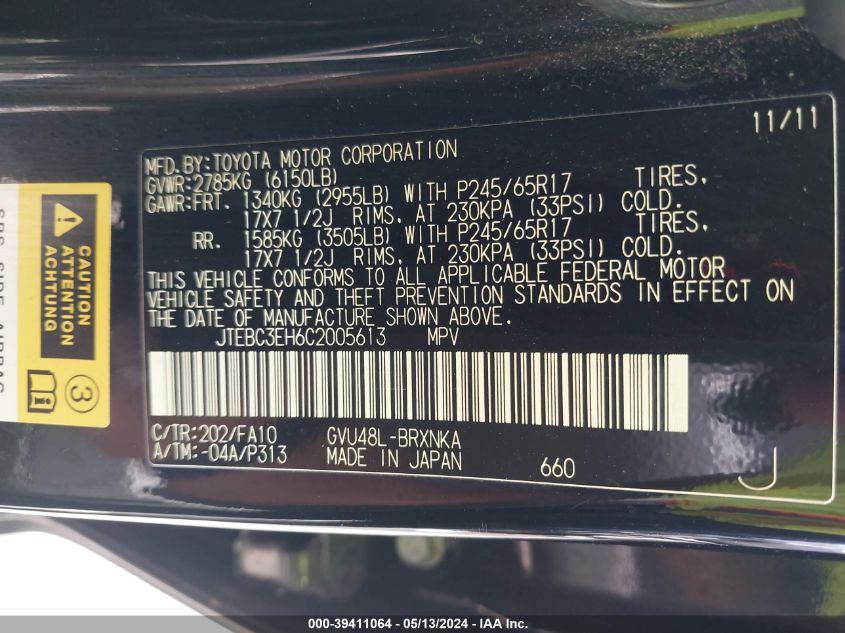 11/11
MFD.BY:TOYOTA MOTOR CORPORATION
GVWR:2785KG (6150LB)
GAWR:FRT. 1340KG (2955LB) WITH P245/65R17 TIRES,
17X7 1/2J RIMS, AT 230KPA (33PSI) COLD.
RR. 1585KG (3505LB) WITH P245/65R17 TIRES,
17X7 1/2J RIMS, AT 230KPA (33PSI) COLD.
THIS VEHICLE CONFORMS TO ALL APPLICABLE FEDERAL MOTOR
VEHICLE SAFETY AND THEFT PREVENTION STANDARDS IN EFFECT ON
THE DATE OF MANUFACTURE SHOWN ABOVE.
JTEBC3EH6C2005613 MPV
C/TR:202/FA10 GVU48L-BRXNKA
A/TM:-04A/P313 MADE IN JAPAN 660
J
CAUTION
ATTENTION
ACHTUNG
3
SRS SIDE AIRBAG
000-39411064 - 05/13/2024 - IAA Inc.